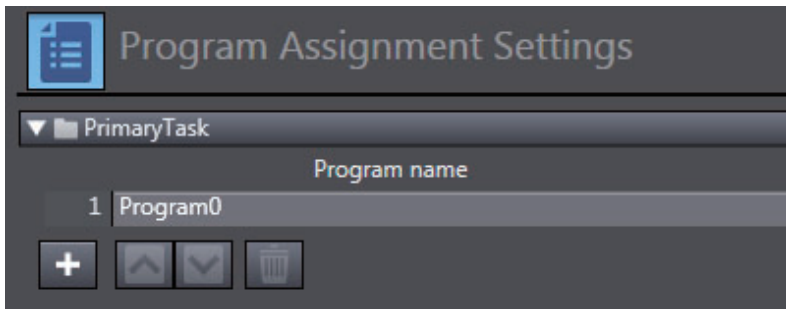 Program Assignment Settings
PrimaryTask
Program name
1 Program0